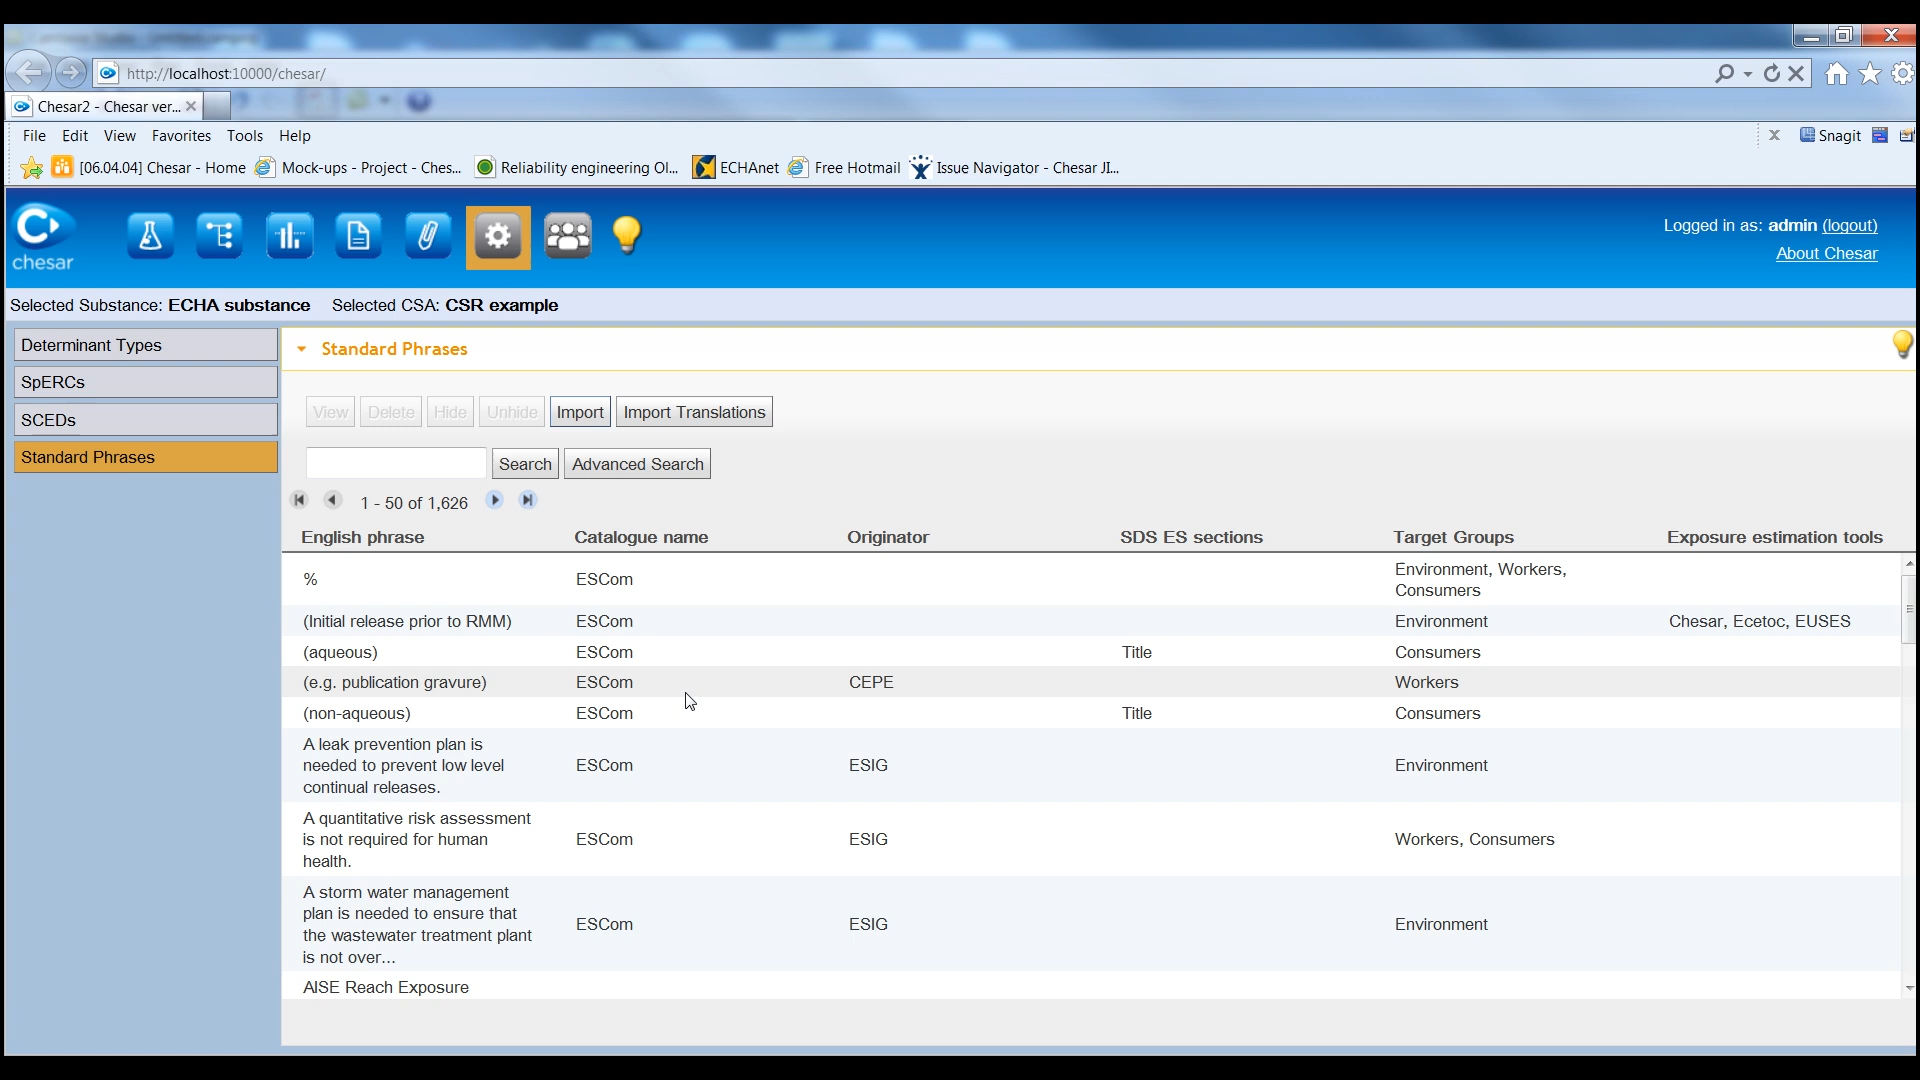 http://localhost:10000/chesar/
Chesar2 - Chesar ver...
File Edit View Favorites Tools Help
Snagit
[06.04.04] Chesar - Home Mock-ups - Project - Ches... Reliability engineering Ol... ECHAnet Free Hotmail Issue Navigator - Chesar JI...
chesar
Logged in as: admin (logout)
About Chesar
Selected Substance: ECHA substance Selected CSA: CSR example
Determinant Types
SpERCs
SCEDs
Standard Phrases
Standard Phrases
View Delete Hide Unhide Import Import Translations
Search Advanced Search
1 - 50 of 1,626
English phrase Catalogue name Originator SDS ES sections Target Groups Exposure estimation tools
% ESCom Environment, Workers,
Consumers
(Initial release prior to RMM) ESCom Environment Chesar, Ecetoc, EUSES
(aqueous) ESCom Title Consumers
(e.g. publication gravure) ESCom CEPE Workers
(non-aqueous) ESCom Title Consumers
A leak prevention plan is
needed to prevent low level ESCom ESIG Environment
continual releases.
A quantitative risk assessment
is not required for human ESCom ESIG Workers, Consumers
health.
A storm water management
plan is needed to ensure that ESCom ESIG Environment
the wastewater treatment plant
is not over...
AISE Reach Exposure